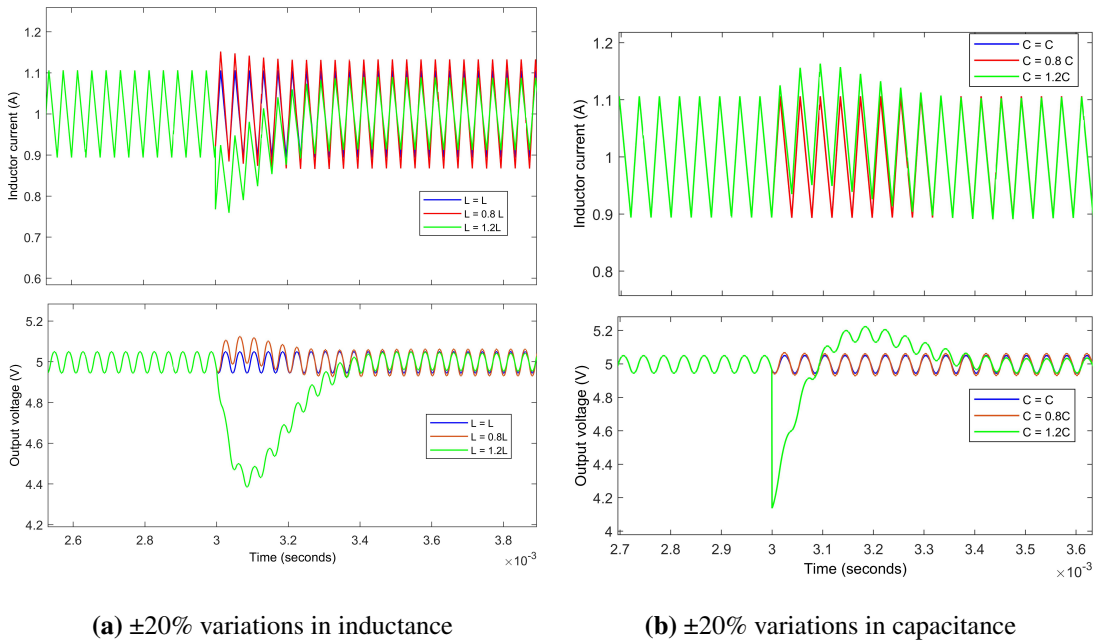 1.2
1.1
1
0.9
0.8
0.7
0.6
Inductor current (A)
L = L
L = 0.8 L
L = 1.2L
5.2
5
4.8
4.6
4.4
4.2
Output voltage (V)
L = L
L = 0.8L
L = 1.2L
2.6 2.8 3 3.2 3.4 3.6 3.8
Time (seconds)
×10⁻³
(a) ±20% variations in inductance
1.2
1.1
1
0.9
0.8
Inductor current (A)
C = C
C = 0.8 C
C = 1.2C
5.2
5
4.8
4.6
4.4
4.2
4
Output voltage (V)
C = C
C = 0.8C
C = 1.2C
2.7 2.8 2.9 3 3.1 3.2 3.3 3.4 3.5 3.6
Time (seconds)
×10⁻³
(b) ±20% variations in capacitance